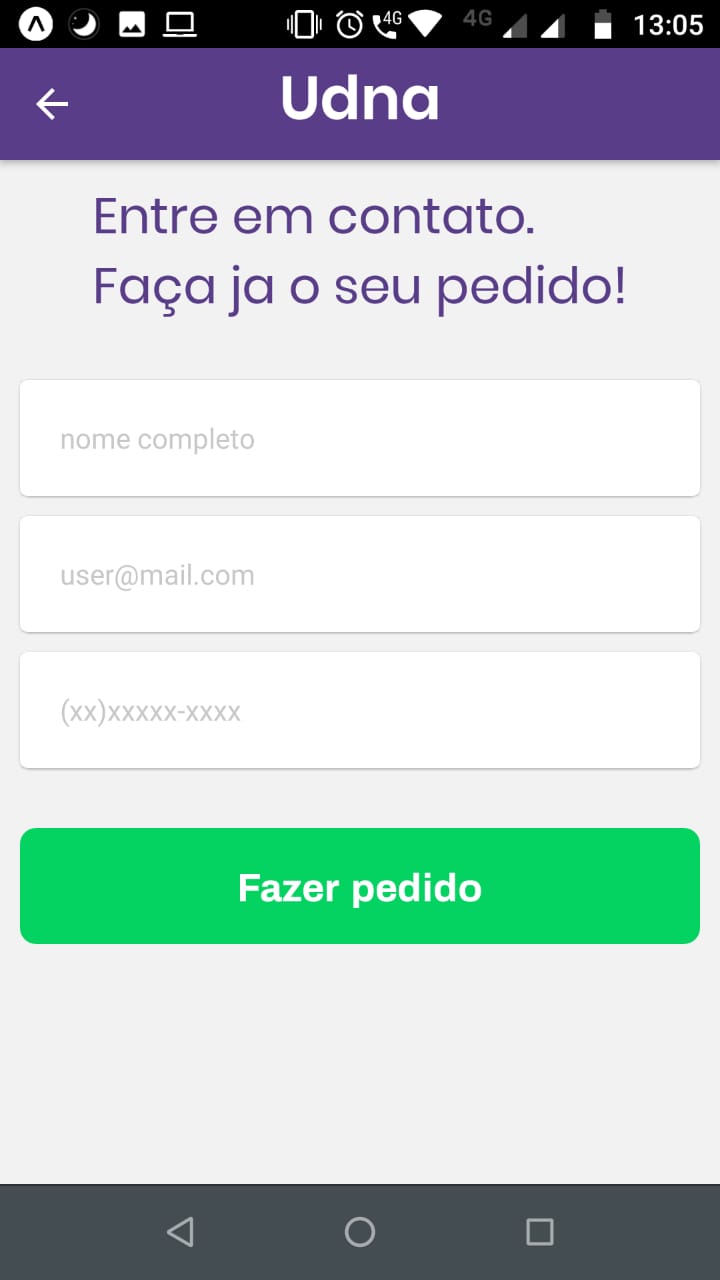 4G 4G 13:05
Udna
Entre em contato.
Faça ja o seu pedido!
nome completo
user@mail.com
(xx)xxxxx-xxxx
Fazer pedido